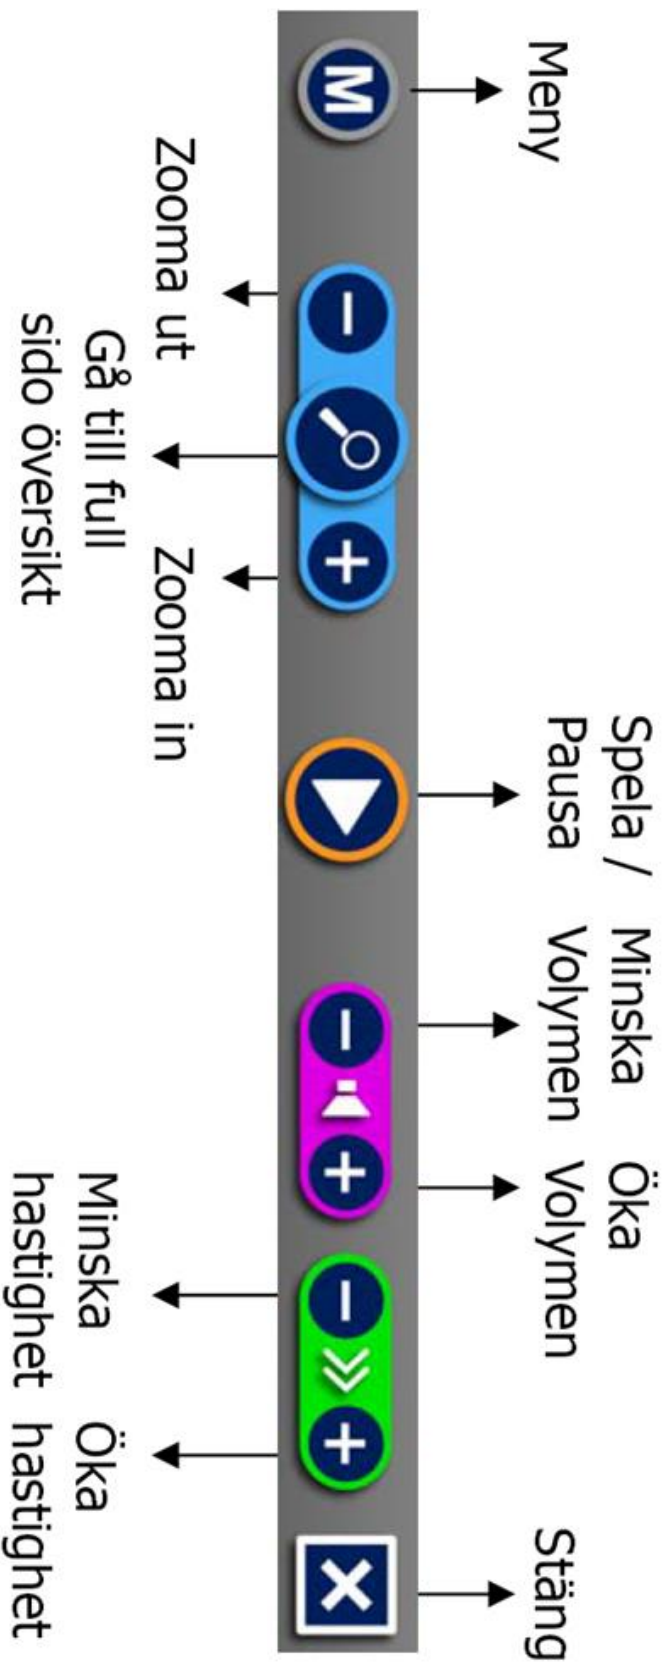 Meny
Spela /
Pausa
Minska
Volymen
Öka
Volymen
Stäng
M
Zooma ut
Gå till full
sido översikt
Zooma in
Minska
hastighet
Öka
hastighet